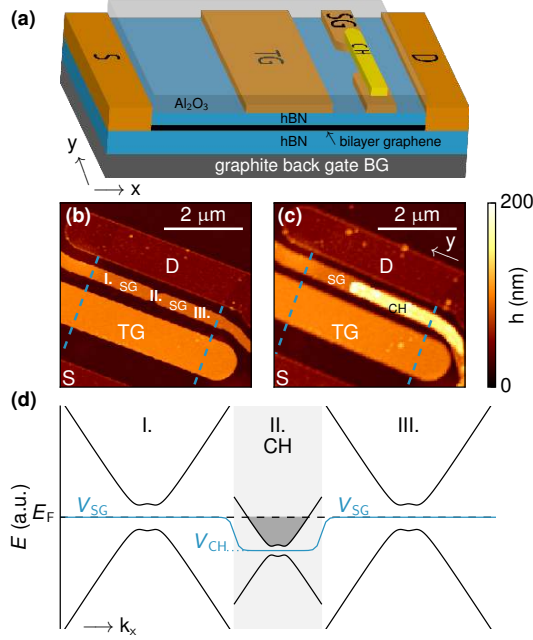 (a)
S
TG
SG
CH
D
Al₂O₃
hBN
bilayer graphene
hBN
graphite back gate BG
y
x
(b)
2 μm
D
I.
SG
II.
SG
III.
TG
S
(c)
2 μm
y
D
SG
CH
TG
200
h (nm)
0
(d)
I.
II.
CH
III.
E (a.u.)
E_F
V_SG
V_CH
V_SG
k_x